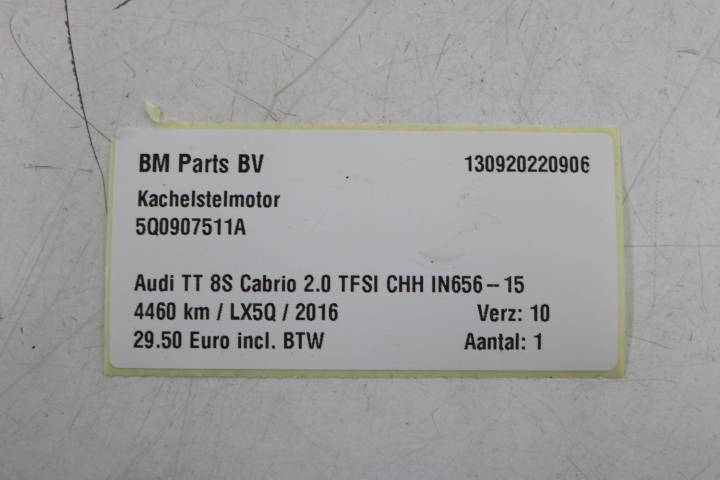 BM Parts BV 130920220906
Kachelstelmotor
5Q0907511A
Audi TT 8S Cabrio 2.0 TFSI CHH IN656-15
4460 km / LX5Q / 2016 Verz: 10
29.50 Euro incl. BTW Aantal: 1